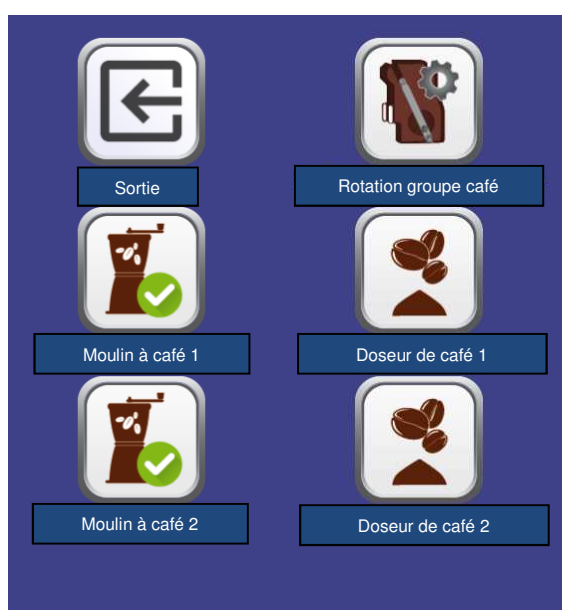 Sortie
Rotation groupe café
Moulin à café 1
Doseur de café 1
Moulin à café 2
Doseur de café 2